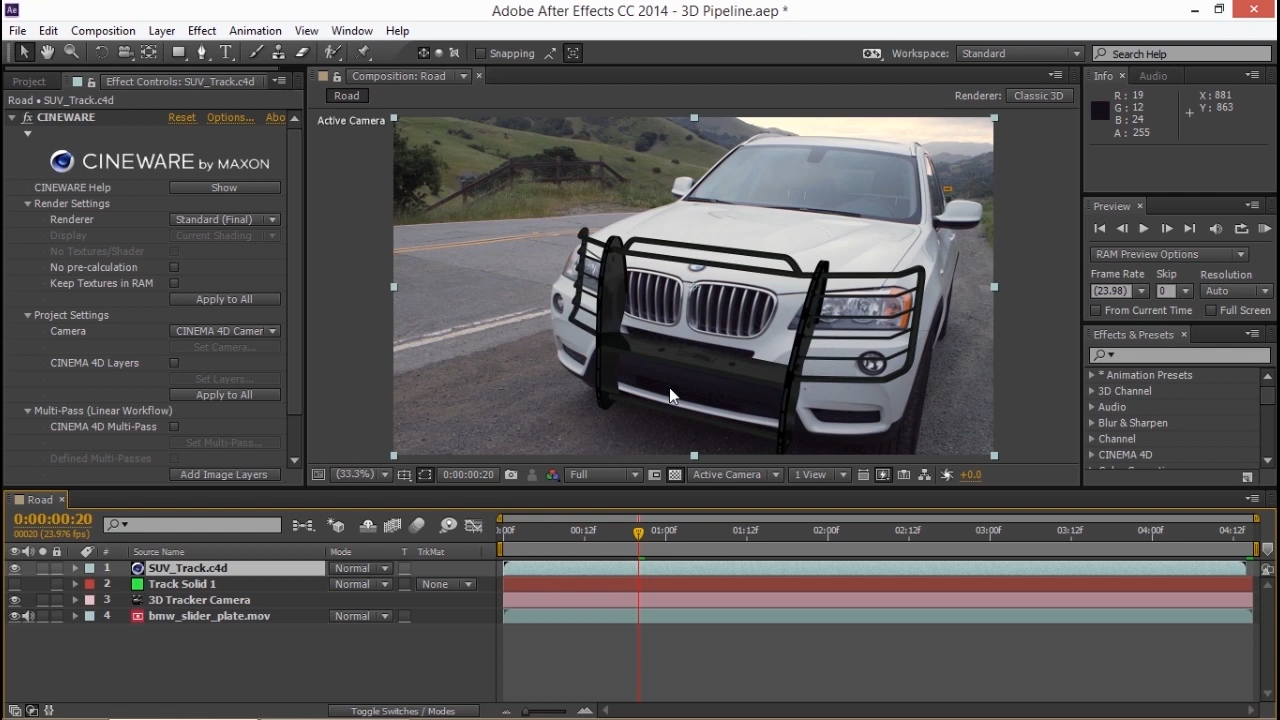 Adobe After Effects CC 2014 - 3D Pipeline.aep *
File Edit Composition Layer Effect Animation View Window Help
Snapping
Workspace: Standard
Search Help
Project Effect Controls: SUV_Track.c4d
Road • SUV_Track.c4d
fx CINEWARE Reset Options... Abo
CINEWARE by MAXON
CINEWARE Help Show
Render Settings
Renderer Standard (Final)
Display Current Shading
No Textures/Shader
No pre-calculation
Keep Textures in RAM
Apply to All
Project Settings
Camera CINEMA 4D Camer
Set Camera...
CINEMA 4D Layers
Set Layers...
Apply to All
Multi-Pass (Linear Workflow)
CINEMA 4D Multi-Pass
Set Multi-Pass...
Defined Multi-Passes
Add Image Layers
Composition: Road
Road
Renderer: Classic 3D
Active Camera
(33.3%) 0:00:00:20 Full Active Camera 1 View +0.0
Info Audio
R: 19 X: 881
G: 12 Y: 863
B: 24
A: 255
Preview
RAM Preview Options
Frame Rate Skip Resolution
(23.98) 0 Auto
From Current Time Full Screen
Effects & Presets
* Animation Presets
3D Channel
Audio
Blur & Sharpen
Channel
CINEMA 4D
Road
0:00:00:20
00020 (23.976 fps)
:00f 00:12f 01:00f 01:12f 02:00f 02:12f 03:00f 03:12f 04:00f 04:12f
# Source Name Mode T TrkMat
1 SUV_Track.c4d Normal
2 Track Solid 1 Normal None
3 3D Tracker Camera
4 bmw_slider_plate.mov Normal
Toggle Switches / Modes